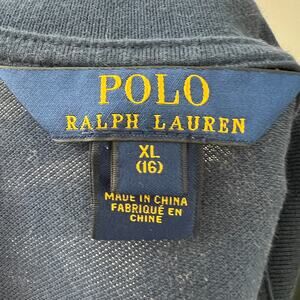 POLO
RALPH LAUREN
XL
(16)
MADE IN CHINA
FABRIQUÉ EN
CHINE